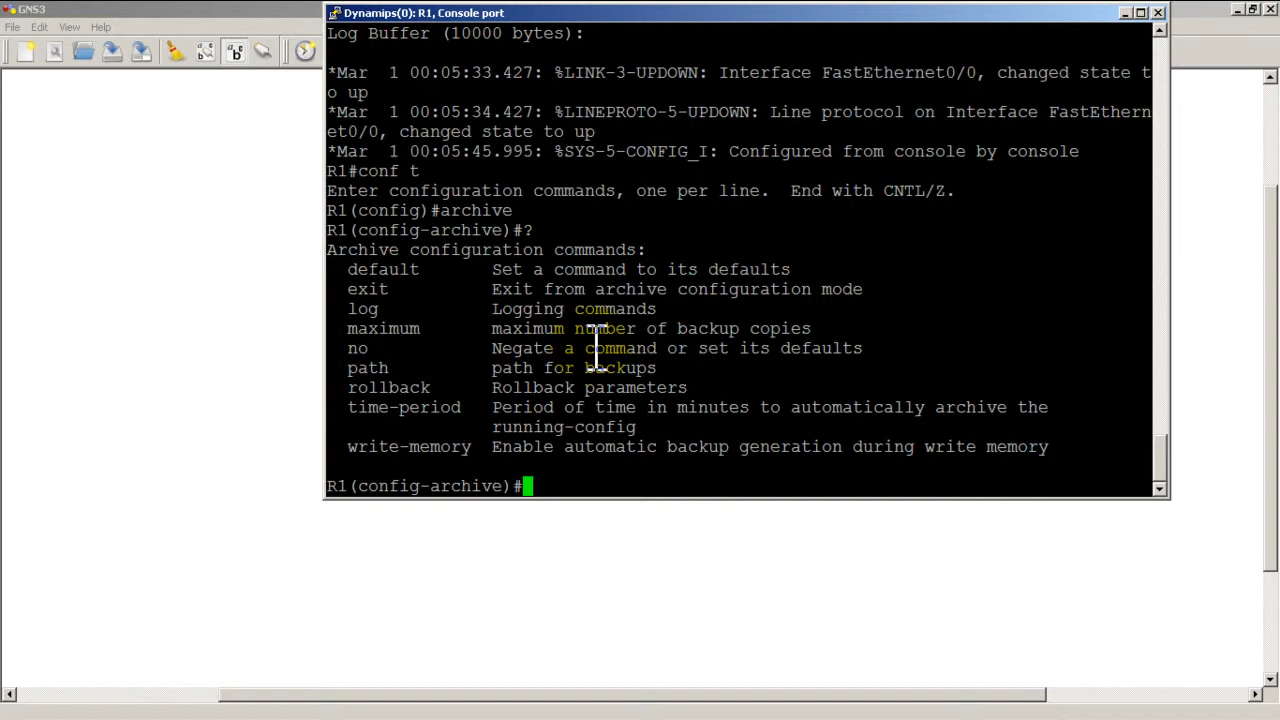 GNS3
File Edit View Help
Dynamips(0): R1, Console port
Log Buffer (10000 bytes):
*Mar  1 00:05:33.427: %LINK-3-UPDOWN: Interface FastEthernet0/0, changed state t
o up
*Mar  1 00:05:34.427: %LINEPROTO-5-UPDOWN: Line protocol on Interface FastEthern
et0/0, changed state to up
*Mar  1 00:05:45.995: %SYS-5-CONFIG_I: Configured from console by console
R1#conf t
Enter configuration commands, one per line.  End with CNTL/Z.
R1(config)#archive
R1(config-archive)#?
Archive configuration commands:
  default       Set a command to its defaults
  exit          Exit from archive configuration mode
  log           Logging commands
  maximum       maximum number of backup copies
  no            Negate a command or set its defaults
  path          path for backups
  rollback      Rollback parameters
  time-period   Period of time in minutes to automatically archive the
                running-config
  write-memory  Enable automatic backup generation during write memory
R1(config-archive)#